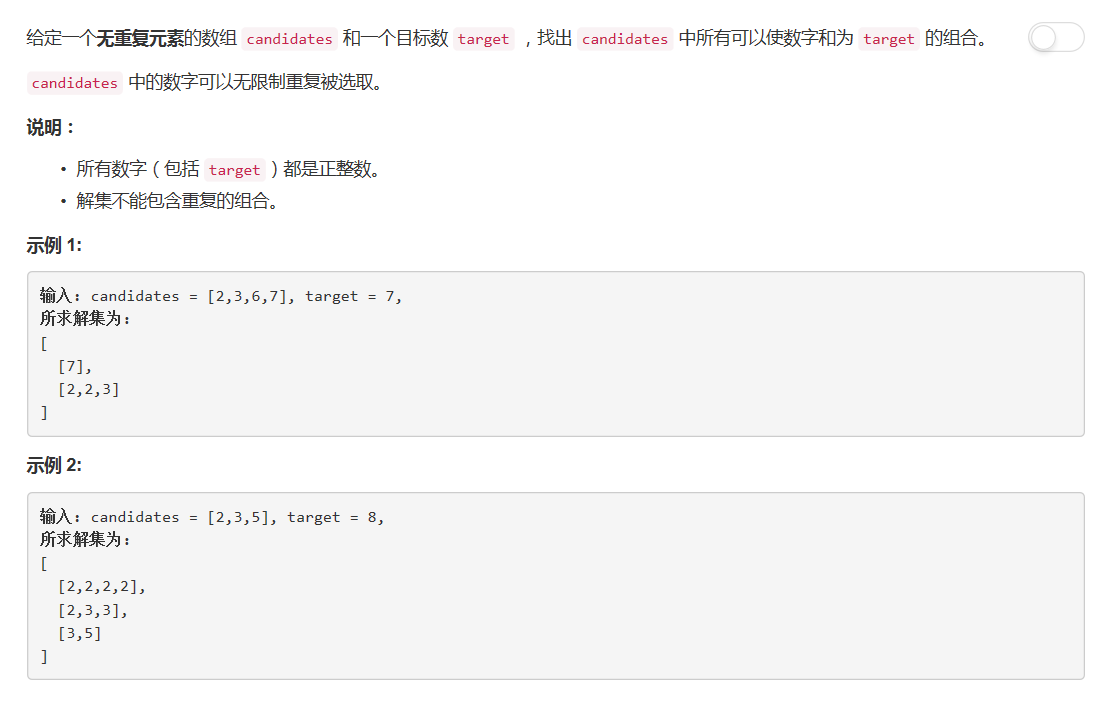 给定一个无重复元素的数组 candidates 和一个目标数 target ，找出 candidates 中所有可以使数字和为 target 的组合。
candidates 中的数字可以无限制重复被选取。
说明：
• 所有数字（包括 target）都是正整数。
• 解集不能包含重复的组合。
示例 1:
输入: candidates = [2,3,6,7], target = 7,
所求解集为:
[
  [7],
  [2,2,3]
]
示例 2:
输入: candidates = [2,3,5], target = 8,
所求解集为:
[
  [2,2,2,2],
  [2,3,3],
  [3,5]
]